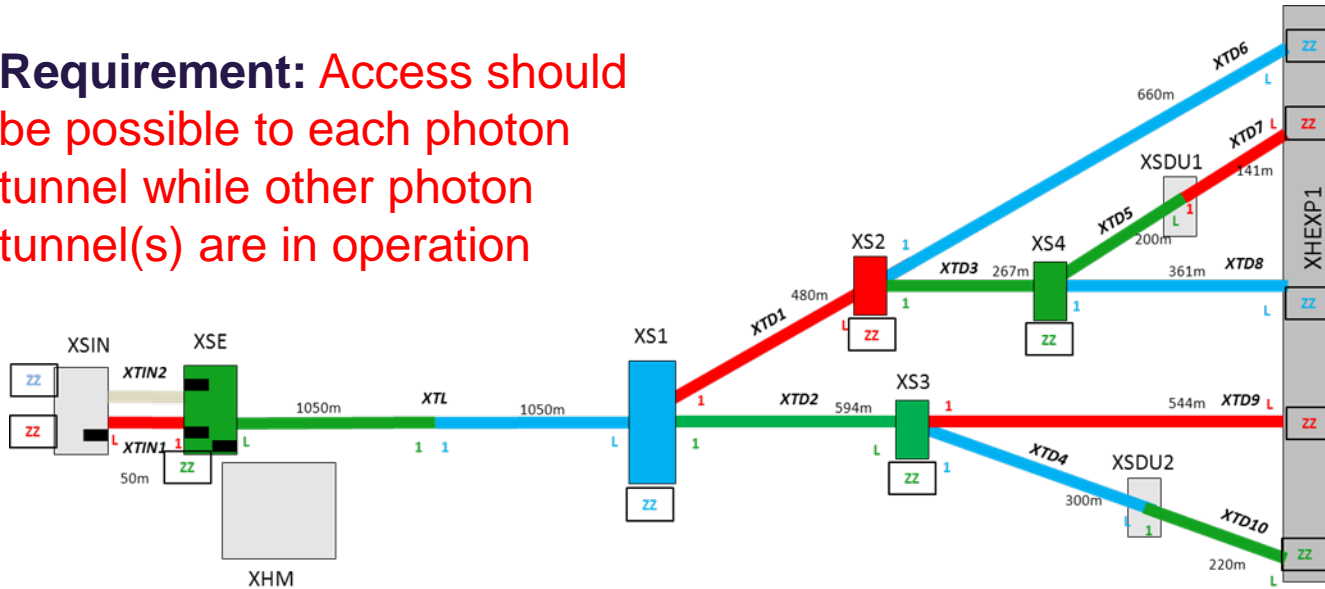 Requirement: Access should
be possible to each photon
tunnel while other photon
tunnel(s) are in operation
XTD6
ZZ
L
660m
XTD7
L
ZZ
XSDU1
141m
1
L
XTD5
200m
XHEXP1
XS2
1
XS4
XTD3
267m
361m
XTD8
480m
XTD1
L
1
1
L
ZZ
ZZ
ZZ
XS1
XSIN
XSE
ZZ
XTIN2
ZZ
XTIN1
L
1
50m
ZZ
L
1050m
XTL
1050m
1
1
L
ZZ
1
1
XTD2
594m
XS3
L
1
1
ZZ
544m
XTD9
L
ZZ
XTD4
XSDU2
300m
L
1
XTD10
220m
ZZ
L
XHM